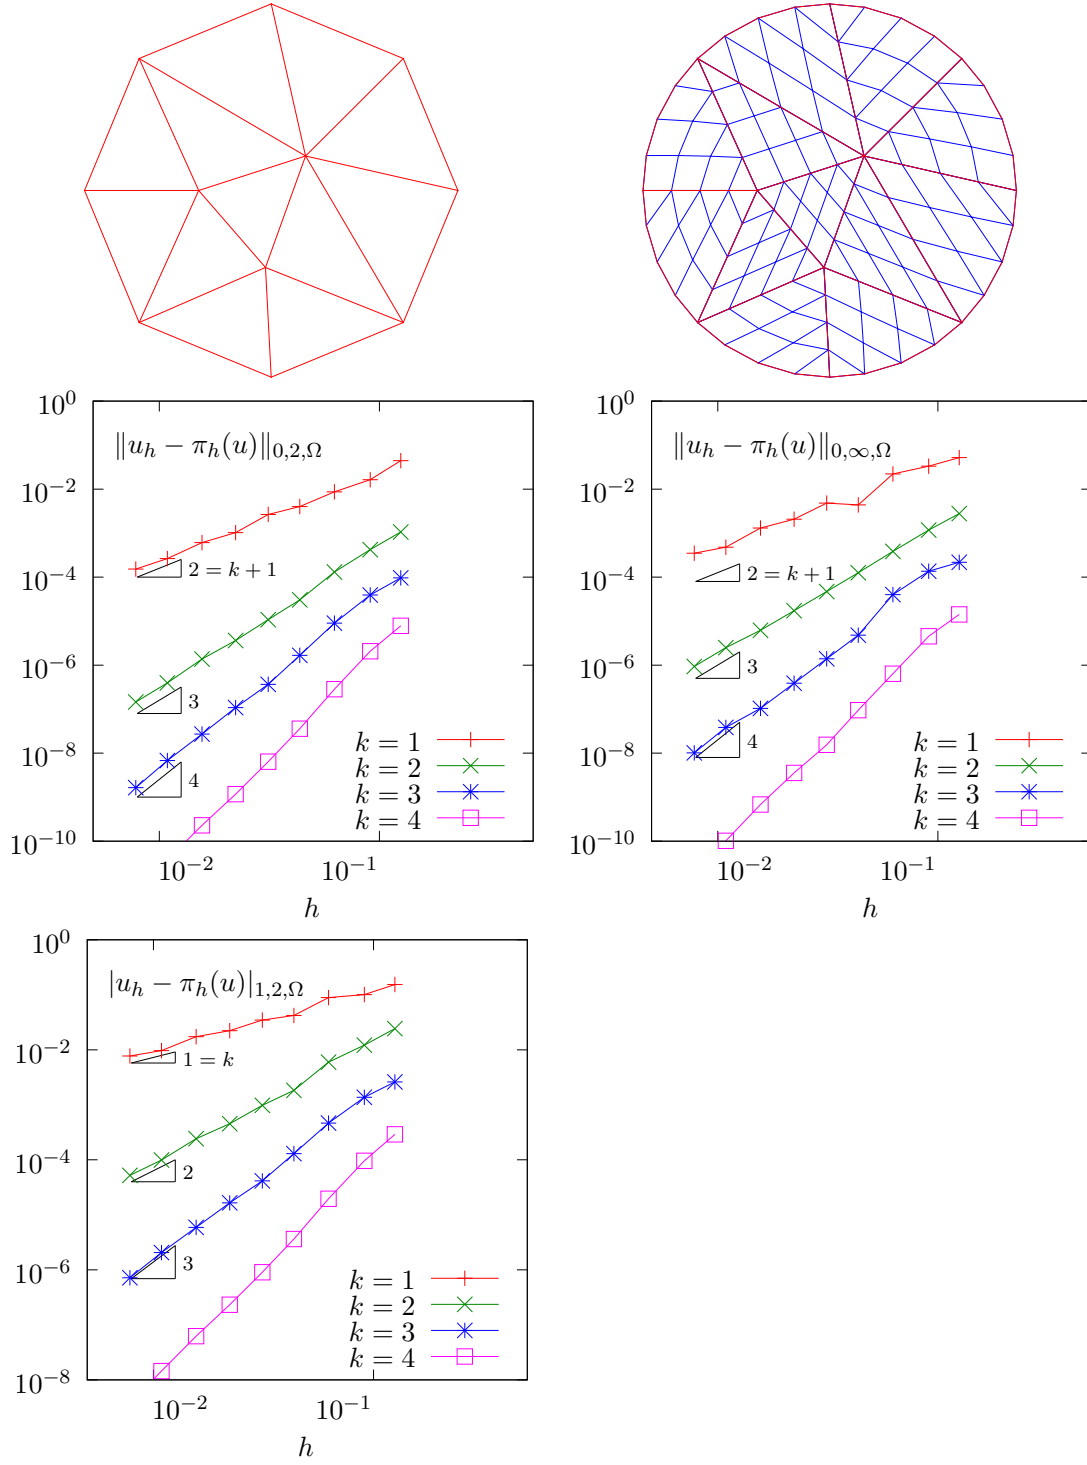 10^0
10^{-2}
10^{-4}
10^{-6}
10^{-8}
10^{-10}
‖u_h − π_h(u)‖_{0,2,Ω}
2 = k + 1
3
4
k = 1
k = 2
k = 3
k = 4
10^{-2} 10^{-1}
h
10^0
10^{-2}
10^{-4}
10^{-6}
10^{-8}
10^{-10}
‖u_h − π_h(u)‖_{0,∞,Ω}
2 = k + 1
3
4
k = 1
k = 2
k = 3
k = 4
10^{-2} 10^{-1}
h
10^0
10^{-2}
10^{-4}
10^{-6}
10^{-8}
|u_h − π_h(u)|_{1,2,Ω}
1 = k
2
3
k = 1
k = 2
k = 3
k = 4
10^{-2} 10^{-1}
h